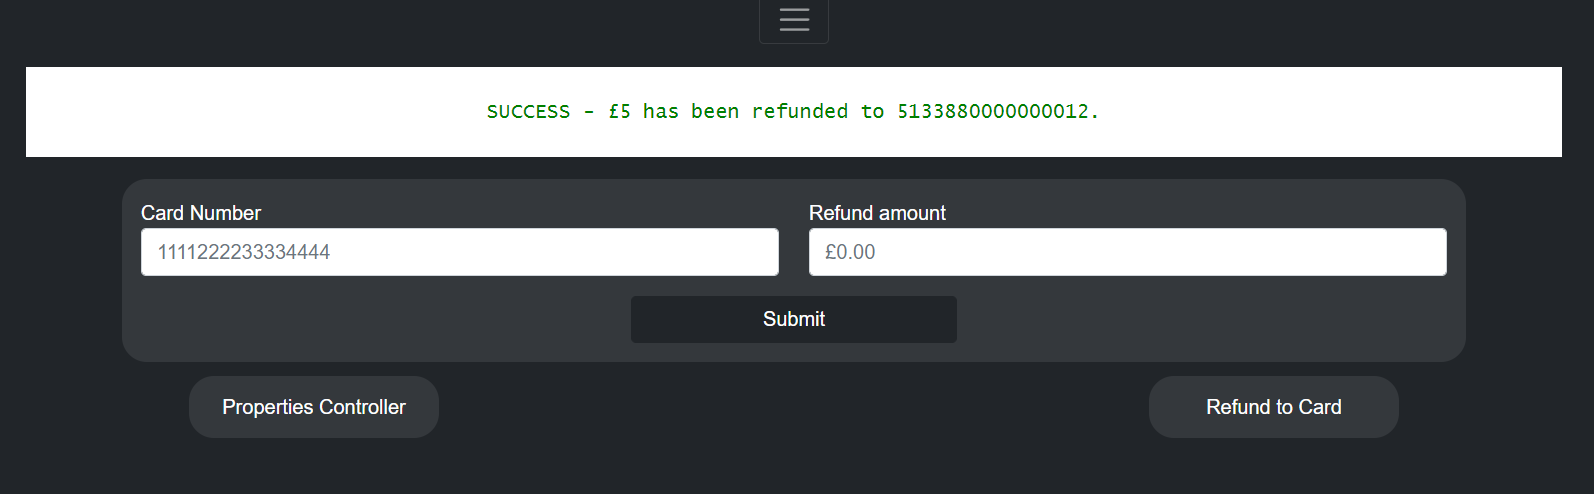 SUCCESS - £5 has been refunded to 5133880000000012.
Card Number
Refund amount
1111222233334444
£0.00
Submit
Properties Controller
Refund to Card